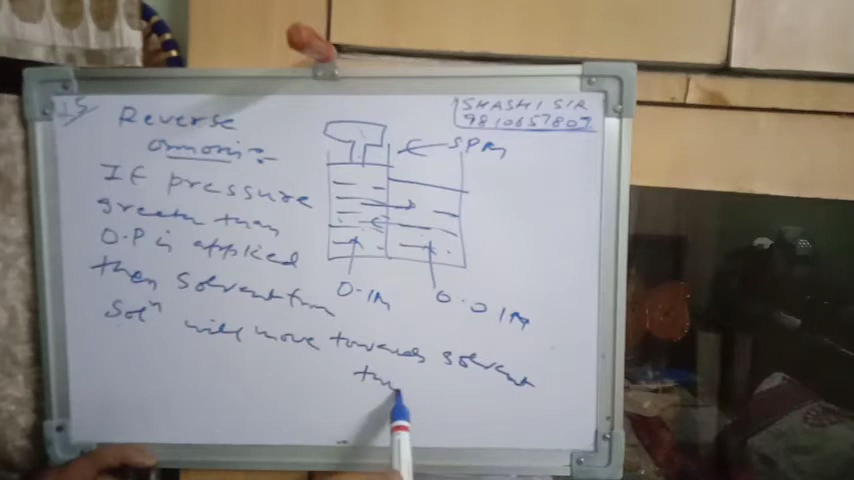 15
SHASHI SIR
9810657807
Reverse
osmosis :-
SPM
If pressure
greater than
O.P is applied
then solvent from
solⁿ will move towards solvent
0.1M
0.01M